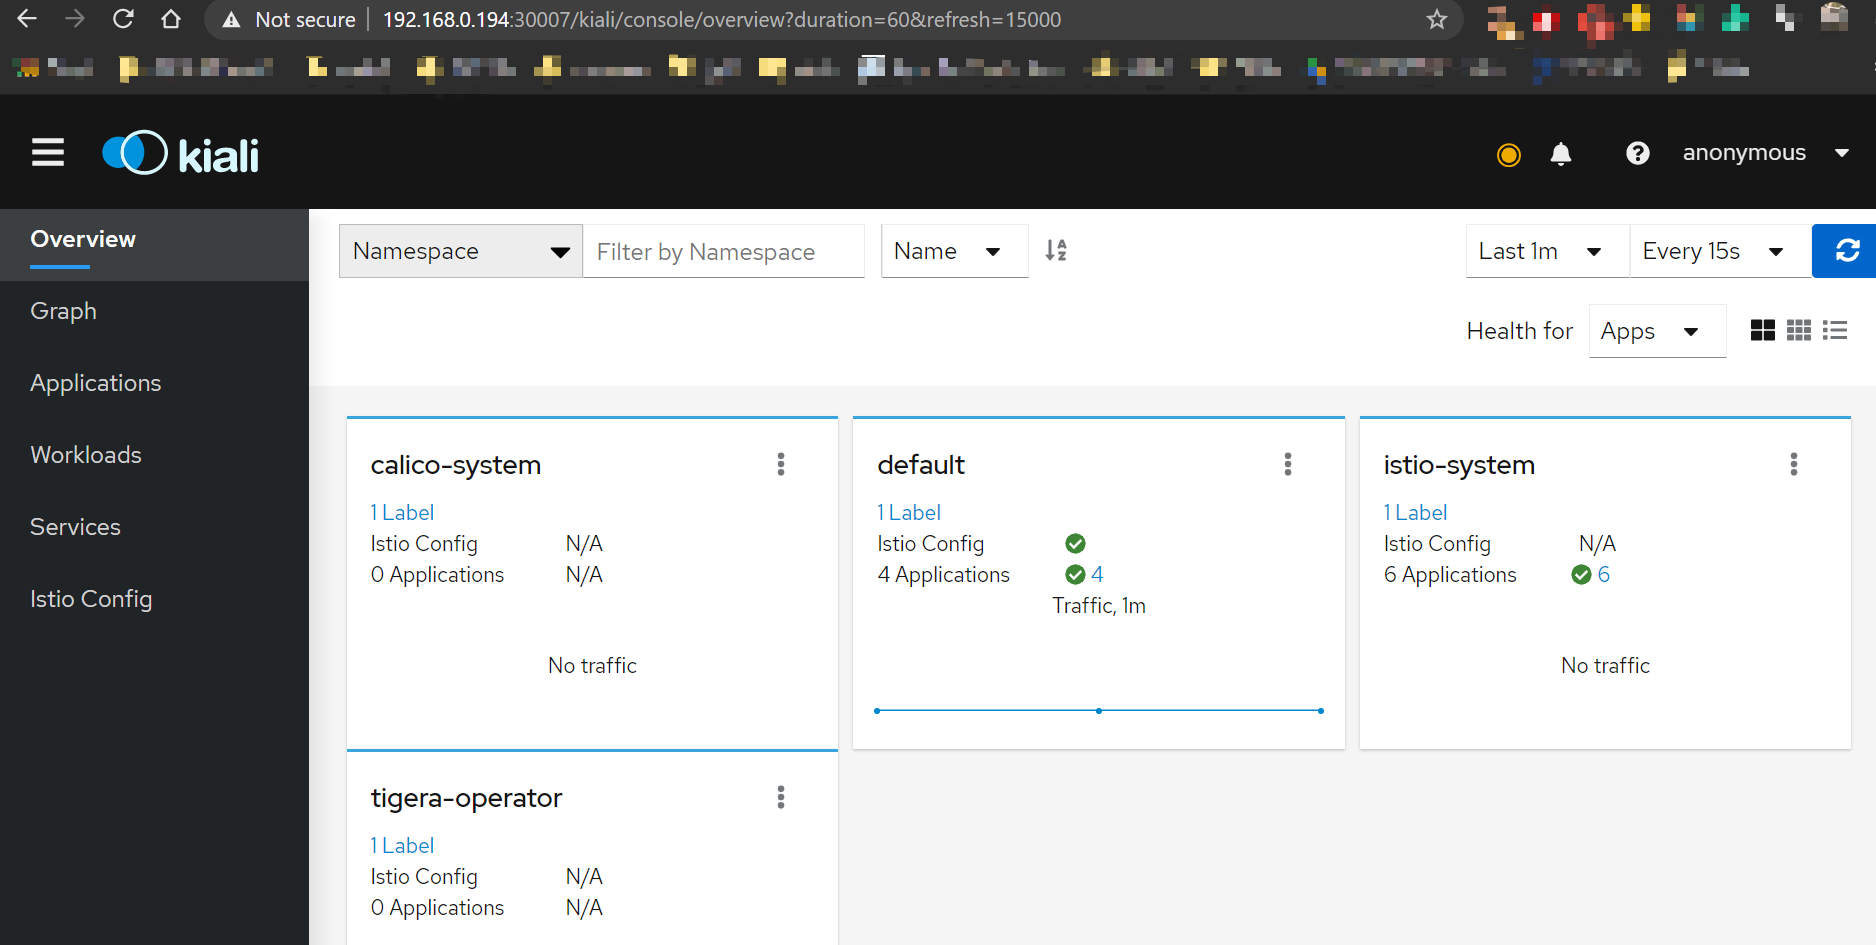 Not secure | 192.168.0.194:30007/kiali/console/overview?duration=60&refresh=15000
kiali
anonymous
Overview
Graph
Applications
Workloads
Services
Istio Config
Namespace
Filter by Namespace
Name
Last 1m
Every 15s
Health for
Apps
calico-system
1 Label
Istio Config N/A
0 Applications N/A
No traffic
default
1 Label
Istio Config
4 Applications 4
Traffic, 1m
istio-system
1 Label
Istio Config N/A
6 Applications 6
No traffic
tigera-operator
1 Label
Istio Config N/A
0 Applications N/A